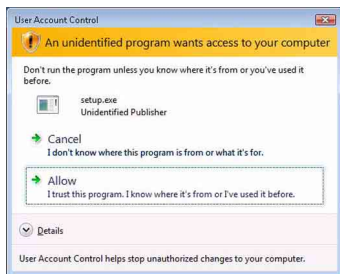 User Account Control
An unidentified program wants access to your computer
Don't run the program unless you know where it's from or you've used it
before.
setup.exe
Unidentified Publisher
Cancel
I don't know where this program is from or what it's for.
Allow
I trust this program. I know where it's from or I've used it before.
Details
User Account Control helps stop unauthorized changes to your computer.